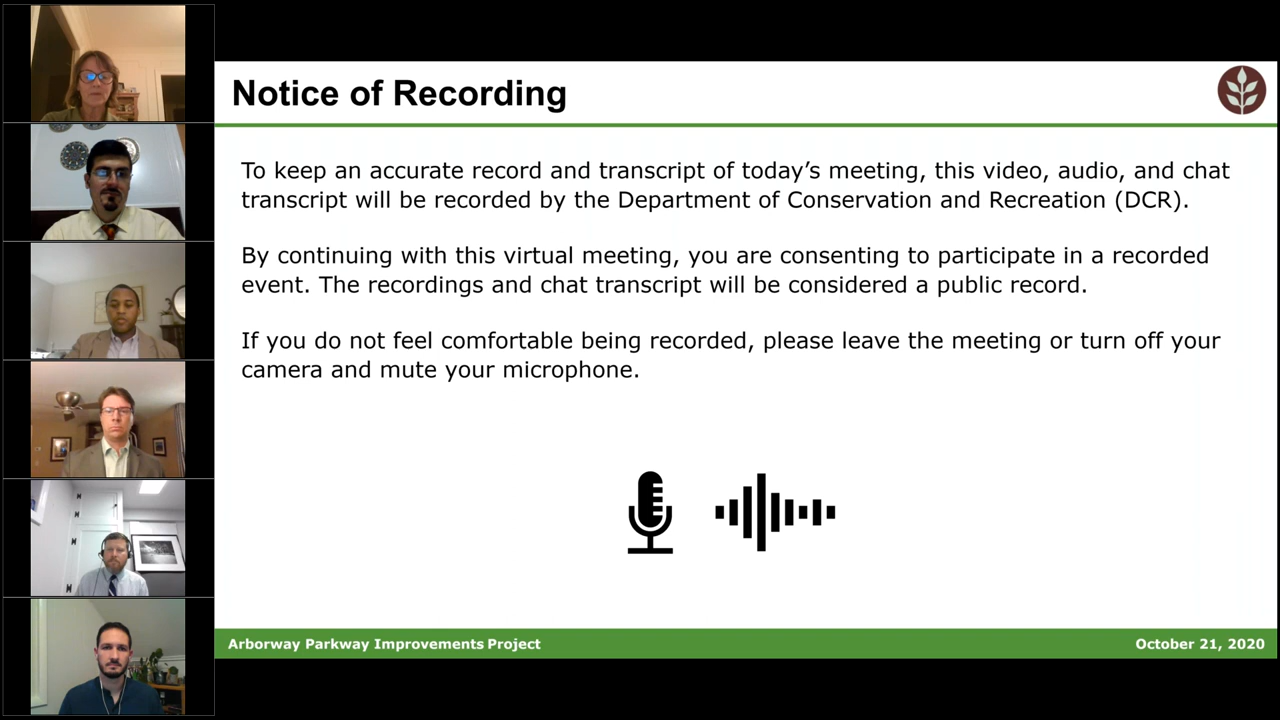 Notice of Recording
To keep an accurate record and transcript of today's meeting, this video, audio, and chat
transcript will be recorded by the Department of Conservation and Recreation (DCR).
By continuing with this virtual meeting, you are consenting to participate in a recorded
event. The recordings and chat transcript will be considered a public record.
If you do not feel comfortable being recorded, please leave the meeting or turn off your
camera and mute your microphone.
Arborway Parkway Improvements Project
October 21, 2020